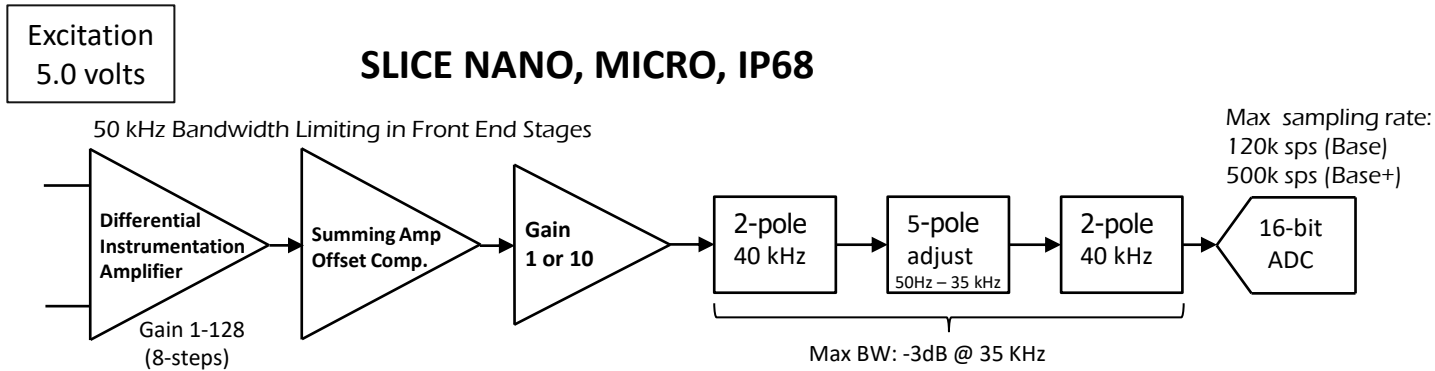 Excitation
5.0 volts
SLICE NANO, MICRO, IP68
50 kHz Bandwidth Limiting in Front End Stages
Max sampling rate:
120k sps (Base)
500k sps (Base+)
Differential
Instrumentation
Amplifier
Summing Amp
Offset Comp.
Gain
1 or 10
2-pole
40 kHz
5-pole
adjust
50Hz – 35 kHz
2-pole
40 kHz
16-bit
ADC
Gain 1-128
(8-steps)
Max BW: -3dB @ 35 KHz